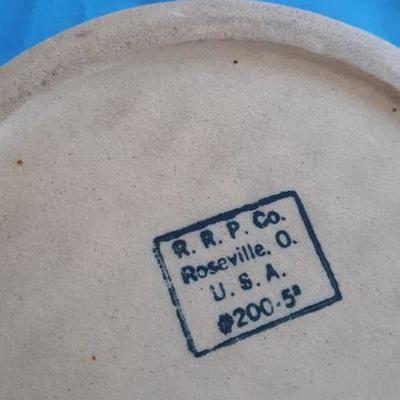 R. R. P. Co.
Roseville, O.
U. S. A.
#200-5"